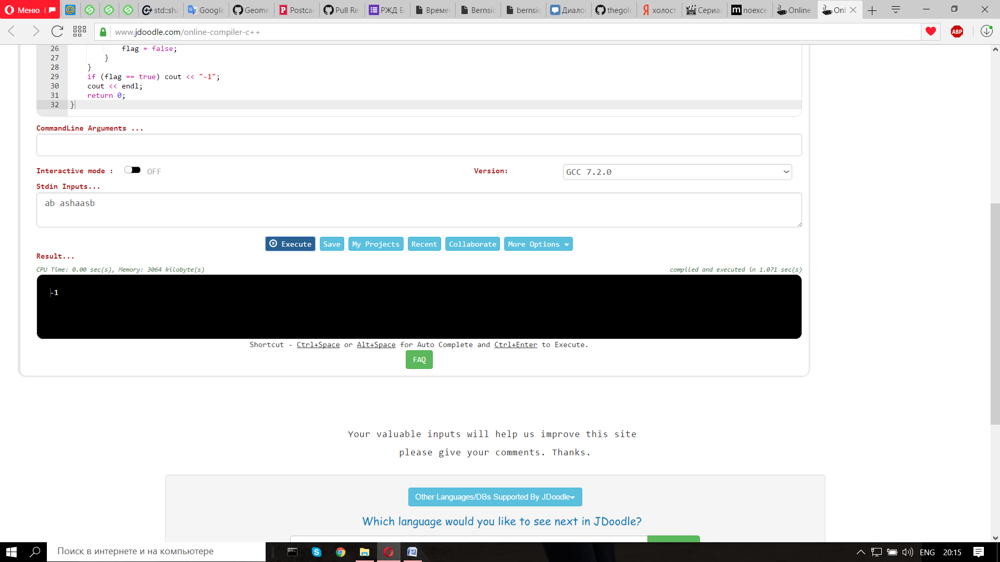 Меню
std::sha
Google
Geome
Postca
Pull Re
РЖД Б
Време
Bernsic
bernsic
Диало
thegol
холост
Сериа
noexce
Online
Onl
www.jdoodle.com/online-compiler-c++
ABP
26 flag = false;
27 }
28 }
29 if (flag == true) cout << "-1";
30 cout << endl;
31 return 0;
32 }
CommandLine Arguments ...
Interactive mode : OFF Version: GCC 7.2.0
Stdin Inputs...
ab ashaasb
Execute Save My Projects Recent Collaborate More Options
Result...
CPU Time: 0.00 sec(s), Memory: 3064 kilobyte(s) compiled and executed in 1.071 sec(s)
-1
Shortcut - Ctrl+Space or Alt+Space for Auto Complete and Ctrl+Enter to Execute.
FAQ
Your valuable inputs will help us improve this site
please give your comments. Thanks.
Other Languages/DBs Supported By JDoodle
Which language would you like to see next in JDoodle?
Поиск в интернете и на компьютере
ENG 20:15